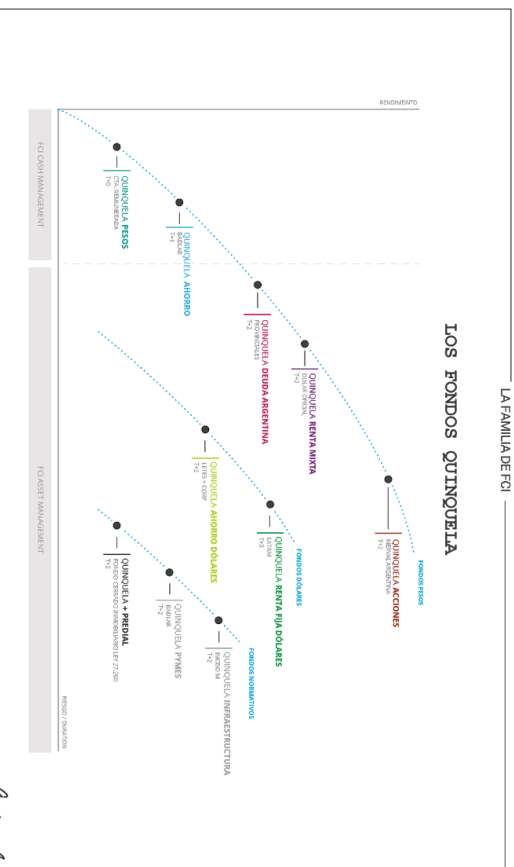 LA FAMILIA DE FCI
LOS FONDOS QUINQUELA
RENDIMIENTO
FONDOS PESOS
QUINQUELA PESOS
CTA. REMUNERADA
T+0
QUINQUELA AHORRO
BADLAR
T+1
QUINQUELA DEUDA ARGENTINA
PROVINCIALES
T+2
QUINQUELA RENTA MIXTA
DOLAR OFICIAL
T+2
QUINQUELA ACCIONES
MERVAL ARGENTINA
T+2
FONDOS DÓLARES
QUINQUELA AHORRO DÓLARES
LETES + CORP
T+2
QUINQUELA RENTA FIJA DÓLARES
LATAM
T+3
FONDOS NORMATIVOS
QUINQUELA + PREDIAL
FONDO CERRADO INMOBILIARIO LEY 27.260
T+2
QUINQUELA PYMES
BADLAR
T+2
QUINQUELA INFRAESTRUCTURA
INCISO M
T+2
RIESGO / DURATION
FCI CASH MANAGEMENT
FCI ASSET MANAGEMENT